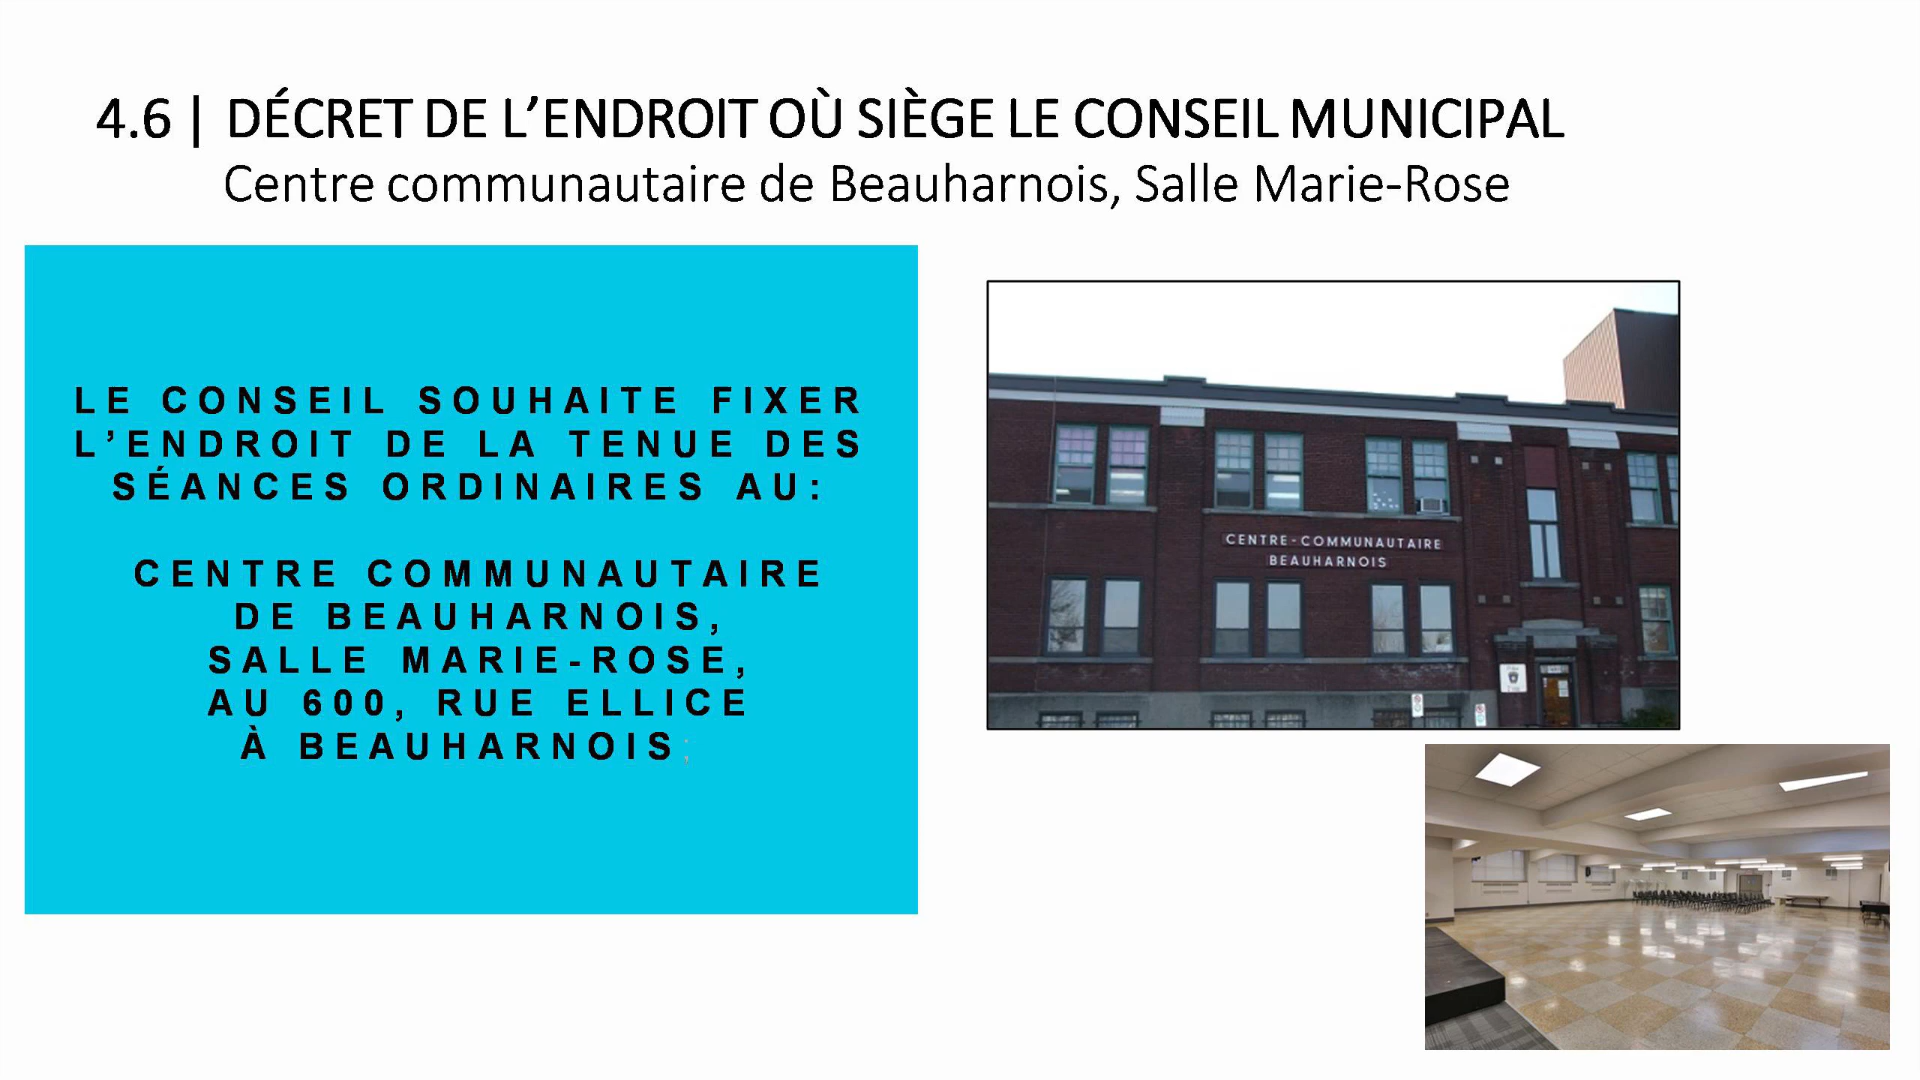 4.6 | DÉCRET DE L’ENDROIT OÙ SIÈGE LE CONSEIL MUNICIPAL
Centre communautaire de Beauharnois, Salle Marie-Rose
LE CONSEIL SOUHAITE FIXER
L’ENDROIT DE LA TENUE DES
SÉANCES ORDINAIRES AU:
CENTRE COMMUNAUTAIRE
DE BEAUHARNOIS,
SALLE MARIE-ROSE,
AU 600, RUE ELLICE
À BEAUHARNOIS;
CENTRE-COMMUNAUTAIRE
BEAUHARNOIS